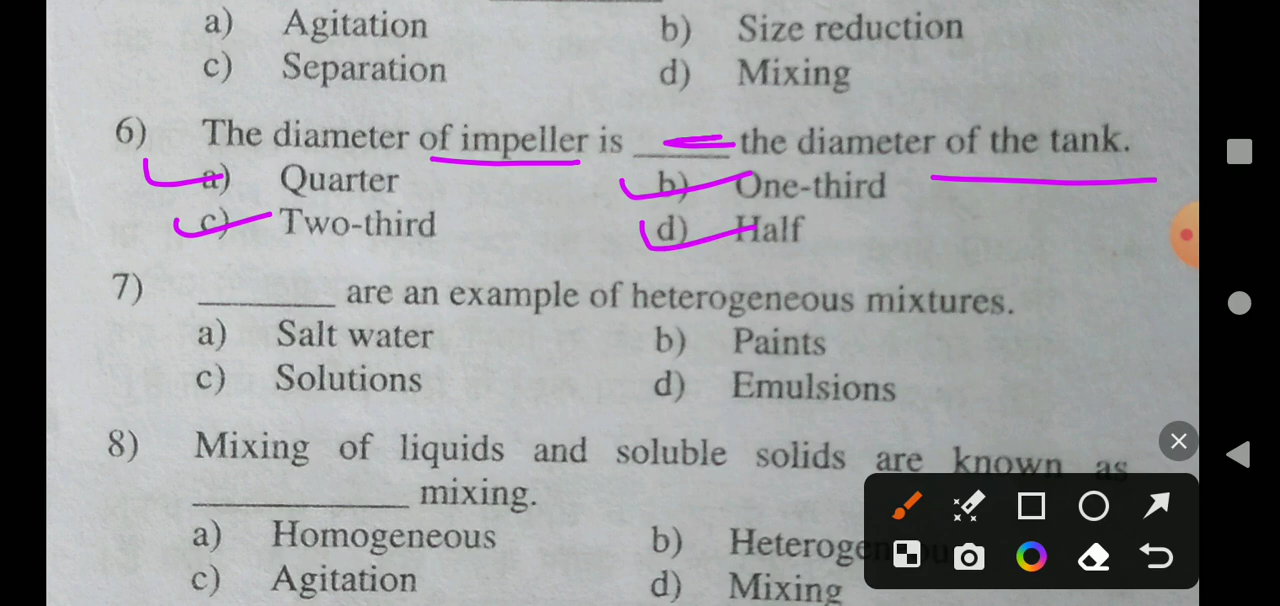 a) Agitation b) Size reduction
c) Separation d) Mixing
6) The diameter of impeller is ______ the diameter of the tank.
a) Quarter b) One-third
c) Two-third d) Half
7) ________ are an example of heterogeneous mixtures.
a) Salt water b) Paints
c) Solutions d) Emulsions
8) Mixing of liquids and soluble solids are known as
____________ mixing.
a) Homogeneous b)
c) Agitation d) Mixing